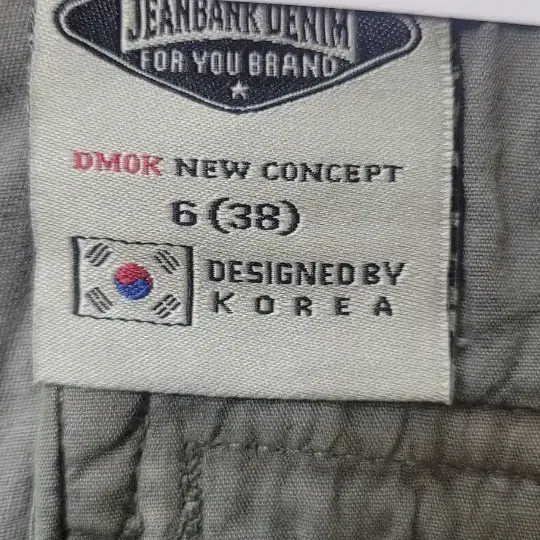 JEANBANK DENIM
FOR YOU BRAND
DMOK NEW CONCEPT
6 (38)
DESIGNED BY
KOREA